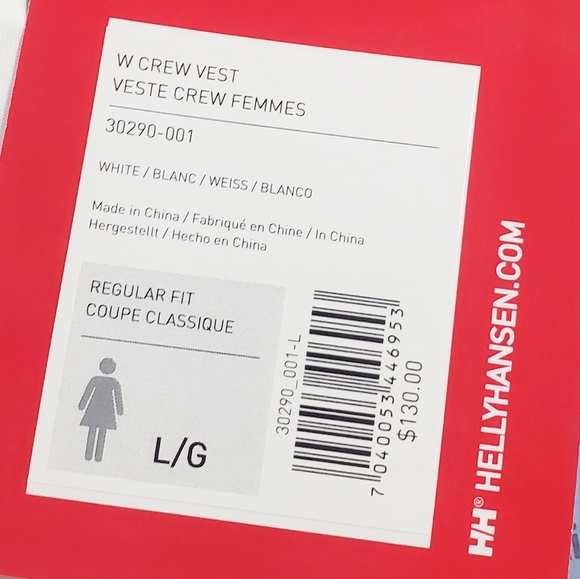 W CREW VEST
VESTE CREW FEMMES
30290-001
WHITE / BLANC / WEISS / BLANCO
Made in China / Fabriqué en Chine / In China
Hergestellt / Hecho en China
REGULAR FIT
COUPE CLASSIQUE
L/G
30290_001-L
7 040053 446953
$130.00
HH® HELLYHANSEN.COM